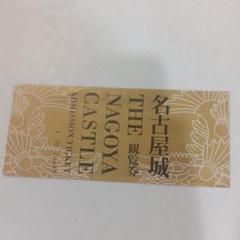 名古屋城
観覧券
THE
NAGOYA
CASTLE
ADMISSION TICKET